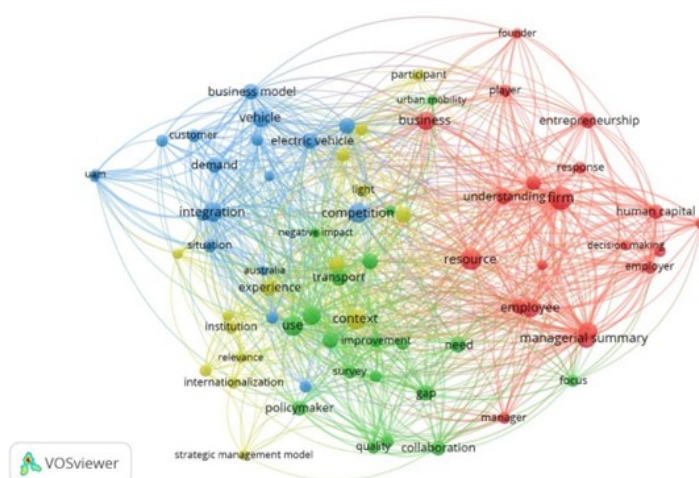 founder
participant
player
business model
urban mobility
vehicle
business
entrepreneurship
customer
electric vehicle
demand
response
uam
light
understanding
firm
integration
competition
human capital
negative impact
situation
decision making
resource
employer
australia
transport
experience
employee
use
context
institution
improvement
need
managerial summary
relevance
survey
internationalization
focus
gap
policymaker
manager
quality
collaboration
strategic management model
VOSviewer